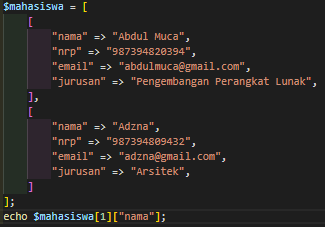 $mahasiswa = [
    [
        "nama" => "Abdul Muca",
        "nrp" => "987394820394",
        "email" => "abdulmuca@gmail.com",
        "jurusan" => "Pengembangan Perangkat Lunak",
    ],
    [
        "nama" => "Adzna",
        "nrp" => "987394809432",
        "email" => "adzna@gmail.com",
        "jurusan" => "Arsitek",
    ]
];
echo $mahasiswa[1]["nama"];